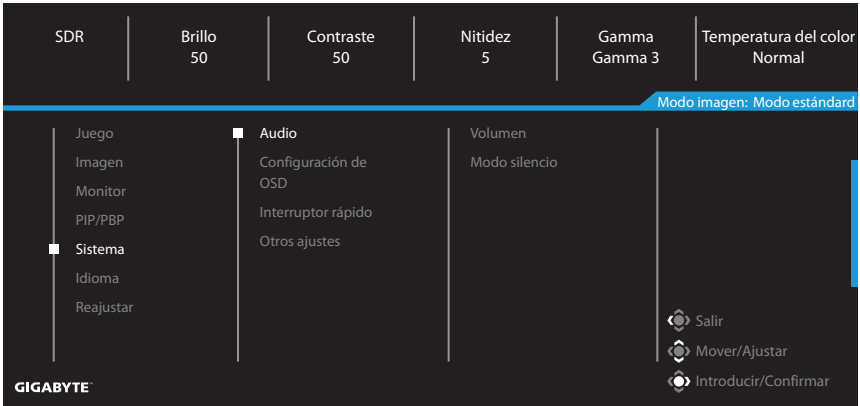 SDR
Brillo
50
Contraste
50
Nitidez
5
Gamma
Gamma 3
Temperatura del color
Normal
Modo imagen: Modo estándard
Juego
Imagen
Monitor
PIP/PBP
Sistema
Idioma
Reajustar
Audio
Configuración de
OSD
Interruptor rápido
Otros ajustes
Volumen
Modo silencio
Salir
Mover/Ajustar
Introducir/Confirmar
GIGABYTE™